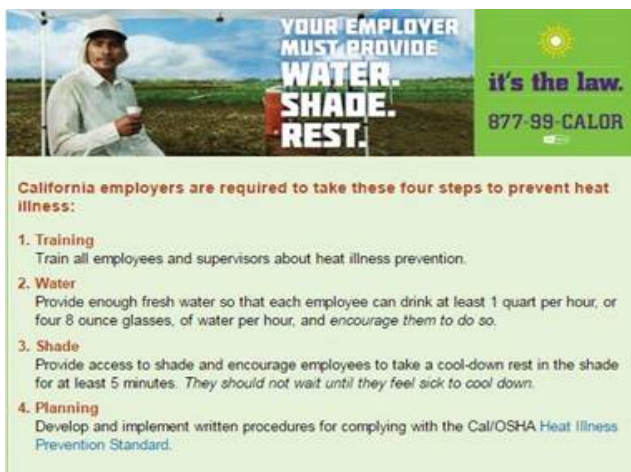 YOUR EMPLOYER
MUST PROVIDE
WATER.
SHADE.
REST.
it's the law.
877-99-CALOR
California employers are required to take these four steps to prevent heat
illness:
1. Training
Train all employees and supervisors about heat illness prevention.
2. Water
Provide enough fresh water so that each employee can drink at least 1 quart per hour, or
four 8 ounce glasses, of water per hour, and encourage them to do so.
3. Shade
Provide access to shade and encourage employees to take a cool-down rest in the shade
for at least 5 minutes. They should not wait until they feel sick to cool down.
4. Planning
Develop and implement written procedures for complying with the Cal/OSHA Heat Illness
Prevention Standard.